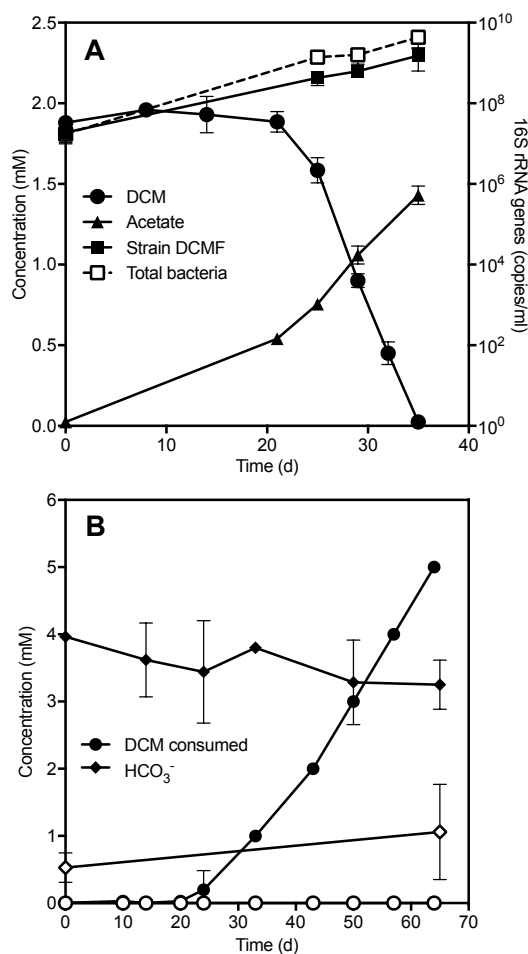 A
2.5
2.0
1.5
1.0
0.5
0.0
Concentration (mM)
10^10
10^8
10^6
10^4
10^2
10^0
16S rRNA genes (copies/ml)
DCM
Acetate
Strain DCMF
Total bacteria
0 10 20 30 40
Time (d)
B
6
5
4
3
2
1
0
Concentration (mM)
DCM consumed
HCO₃⁻
0 10 20 30 40 50 60 70
Time (d)